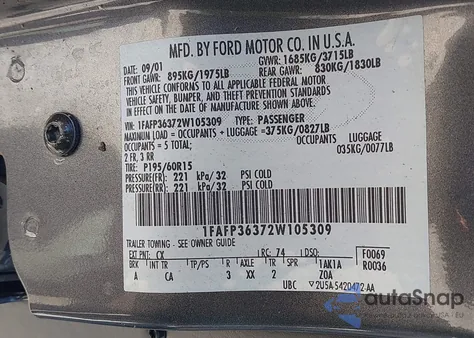 MFD. BY FORD MOTOR CO. IN U.S.A.
DATE: 09/01 GVWR: 1685KG/3715LB
FRONT GAWR: 895KG/1975LB REAR GAWR: 830KG/1830LB
THIS VEHICLE CONFORMS TO ALL APPLICABLE FEDERAL MOTOR
VEHICLE SAFETY, BUMPER, AND THEFT PREVENTION STANDARDS
IN EFFECT ON THE DATE OF MANUFACTURE SHOWN ABOVE.
VIN: 1FAFP36372W105309 TYPE: PASSENGER
MAXIMUM LOAD = OCCUPANTS + LUGGAGE =375KG/0827LB
OCCUPANTS LUGGAGE
= 5 TOTAL; 035KG/0077LB
2 FR, 3 RR
TIRE: P195/60R15
PRESSURE(FR) 221 kPa/ 32 PSI COLD
PRESSURE(RR) 221 kPa/ 32 PSI COLD
1FAFP36372W105309
TRAILER TOWING - SEE OWNER GUIDE
EXT PNT: CX RC: 74 DSO: F0069
BRK INT TR TP/PS R AXLE TR SPR 1AK1A R0036
A CA 3 XX 2 Z0A
UBC 2U5A-5420472-AA
autoSnap